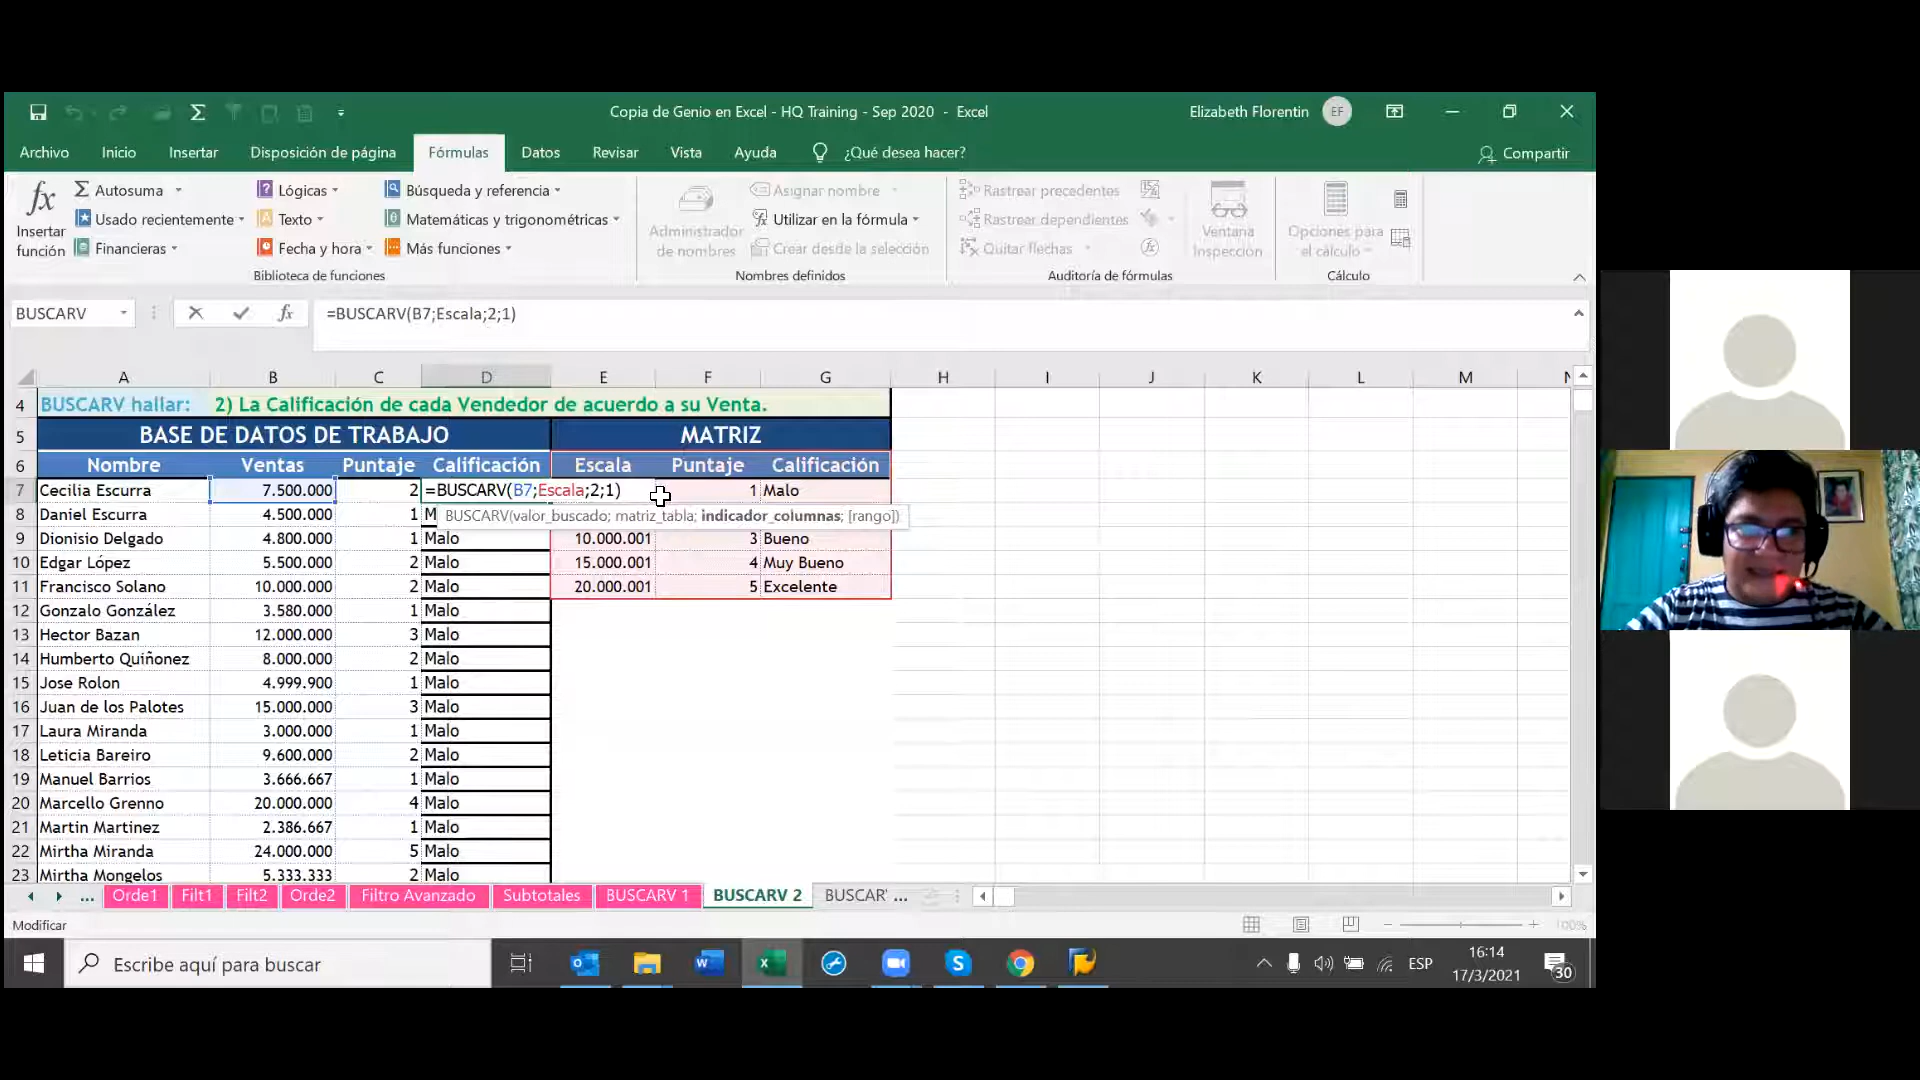 Copia de Genio en Excel - HQ Training - Sep 2020 - Excel
Elizabeth Florentin EF
Archivo Inicio Insertar Disposición de página Fórmulas Datos Revisar Vista Ayuda ¿Qué desea hacer? Compartir
fx Insertar función
Σ Autosuma
Usado recientemente
Financieras
Lógicas
Texto
Fecha y hora
Búsqueda y referencia
Matemáticas y trigonométricas
Más funciones
Biblioteca de funciones
Administrador de nombres
Asignar nombre
Utilizar en la fórmula
Crear desde la selección
Nombres definidos
Rastrear precedentes
Rastrear dependientes
Quitar flechas
Auditoría de fórmulas
Ventana Inspección
Opciones para el cálculo
Cálculo
BUSCARV fx =BUSCARV(B7;Escala;2;1)
A B C D E F G H I J K L M
4 BUSCARV hallar: 2) La Calificación de cada Vendedor de acuerdo a su Venta.
5 BASE DE DATOS DE TRABAJO MATRIZ
6 Nombre Ventas Puntaje Calificación Escala Puntaje Calificación
7 Cecilia Escurra 7.500.000 2 =BUSCARV(B7;Escala;2;1) 1 Malo
8 Daniel Escurra 4.500.000 1 M BUSCARV(valor_buscado; matriz_tabla; indicador_columnas; [rango])
9 Dionisio Delgado 4.800.000 1 Malo 10.000.001 3 Bueno
10 Edgar López 5.500.000 2 Malo 15.000.001 4 Muy Bueno
11 Francisco Solano 10.000.000 2 Malo 20.000.001 5 Excelente
12 Gonzalo González 3.580.000 1 Malo
13 Hector Bazan 12.000.000 3 Malo
14 Humberto Quiñonez 8.000.000 2 Malo
15 Jose Rolon 4.999.900 1 Malo
16 Juan de los Palotes 15.000.000 3 Malo
17 Laura Miranda 3.000.000 1 Malo
18 Leticia Bareiro 9.600.000 2 Malo
19 Manuel Barrios 3.666.667 1 Malo
20 Marcello Grenno 20.000.000 4 Malo
21 Martin Martinez 2.386.667 1 Malo
22 Mirtha Miranda 24.000.000 5 Malo
23 Mirtha Mongelos 5.333.333 2 Malo
... Orde1 Filt1 Filt2 Orde2 Filtro Avanzado Subtotales BUSCARV 1 BUSCARV 2 BUSCAR' ...
Modificar 100%
Escribe aquí para buscar
ESP
16:14
17/3/2021
30